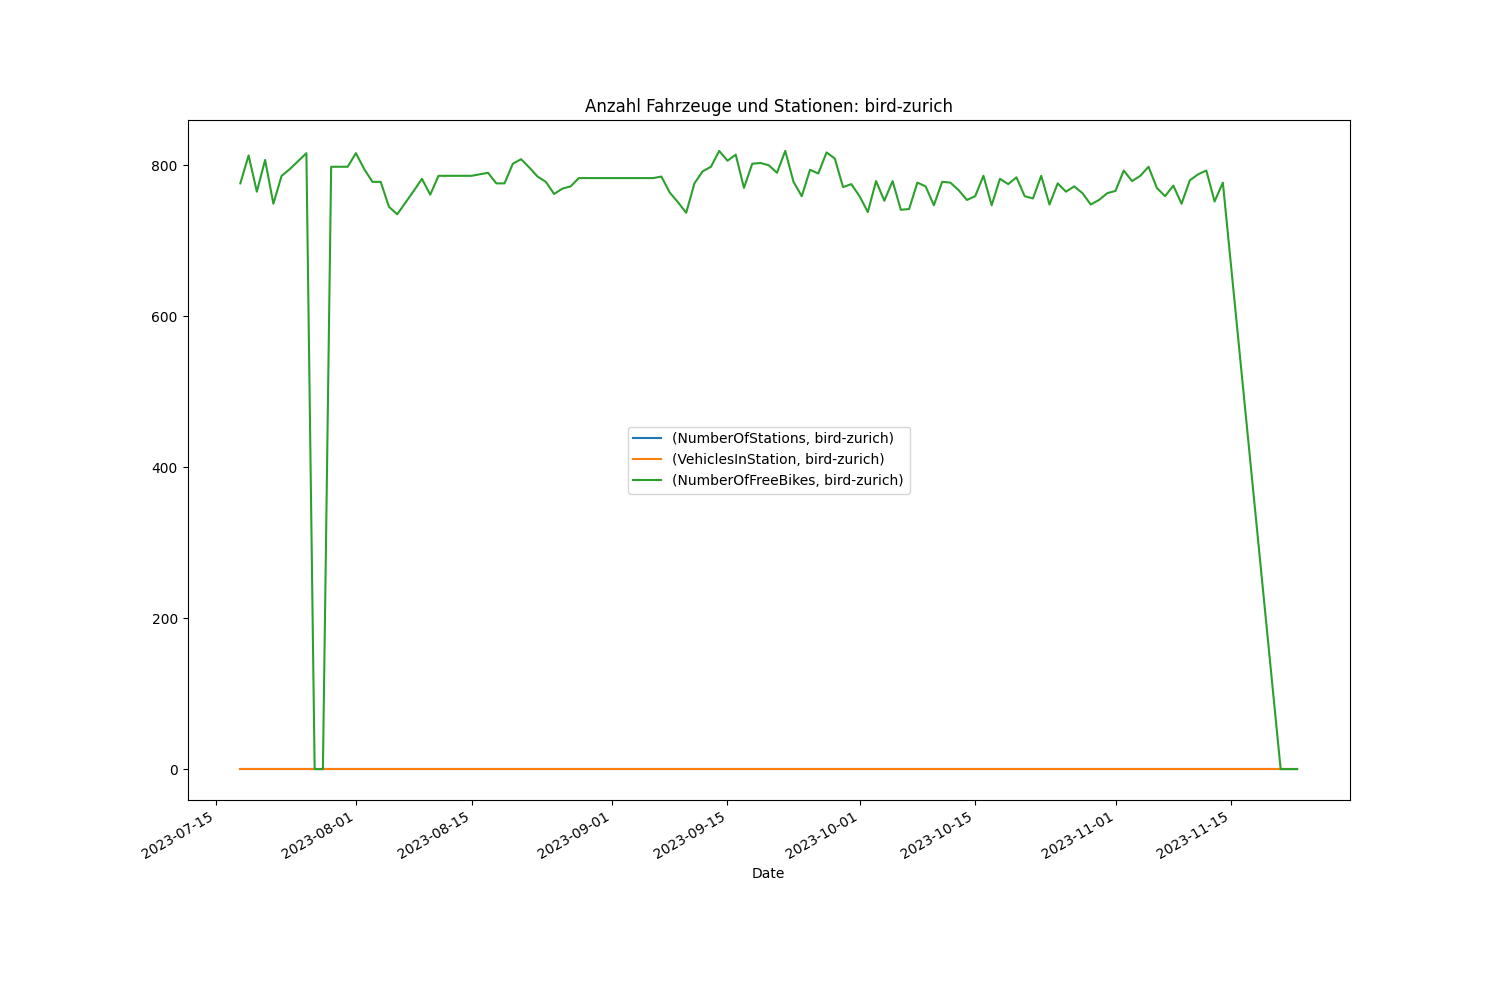 Anzahl Fahrzeuge und Stationen: bird-zurich
800
600
400
200
0
(NumberOfStations, bird-zurich)
(VehiclesInStation, bird-zurich)
(NumberOfFreeBikes, bird-zurich)
2023-07-15
2023-08-01
2023-08-15
2023-09-01
2023-09-15
2023-10-01
2023-10-15
2023-11-01
2023-11-15
Date